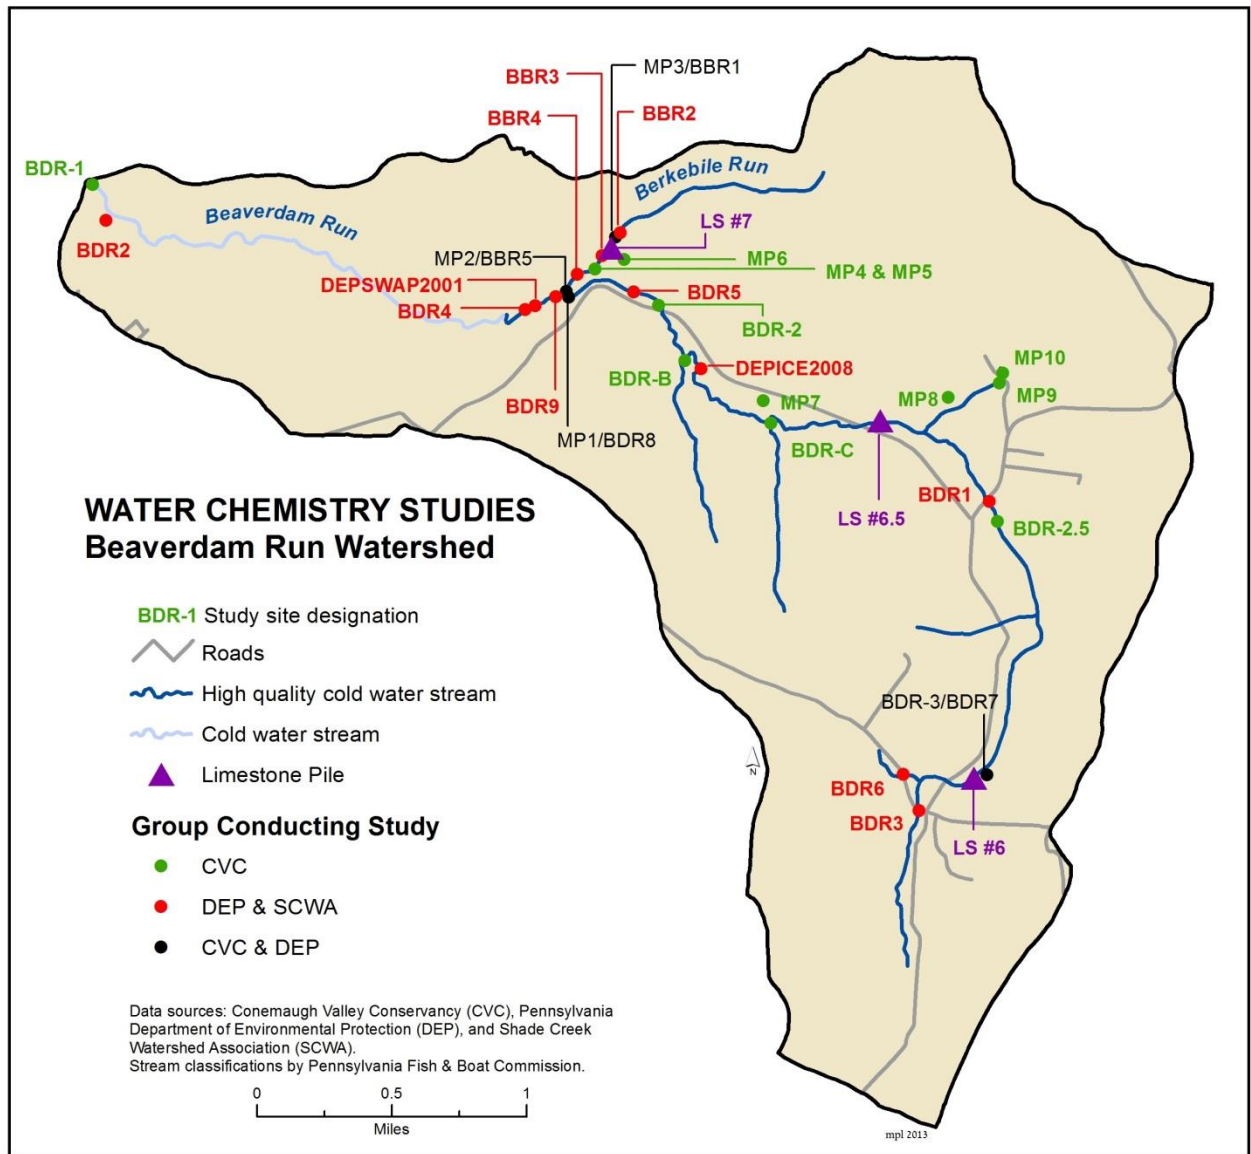 MP3/BBR1
BBR3
BBR2
BBR4
BDR-1
Berkebile Run
Beaverdam Run
LS #7
BDR2
MP2/BBR5
MP6
MP4 & MP5
DEPSWAP2001
BDR5
BDR4
BDR-2
MP10
DEPICE2008
BDR-B
MP9
MP8
MP7
BDR9
MP1/BDR8
BDR-C
BDR1
LS #6.5
BDR-2.5
WATER CHEMISTRY STUDIES
Beaverdam Run Watershed
BDR-1 Study site designation
Roads
High quality cold water stream
Cold water stream
Limestone Pile
BDR-3/BDR7
N
BDR6
BDR3
LS #6
Group Conducting Study
CVC
DEP & SCWA
CVC & DEP
Data sources: Conemaugh Valley Conservancy (CVC), Pennsylvania
Department of Environmental Protection (DEP), and Shade Creek
Watershed Association (SCWA).
Stream classifications by Pennsylvania Fish & Boat Commission.
0 0.5 1
Miles
mpl 2013